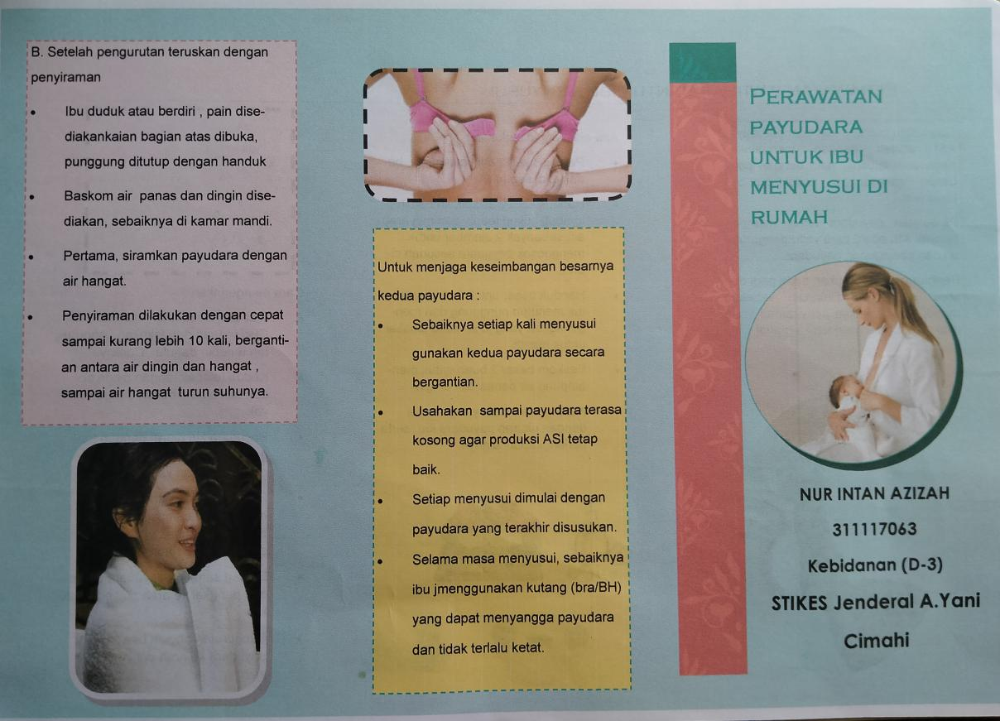 B. Setelah pengurutan teruskan dengan
penyiraman
• Ibu duduk atau berdiri , pain dise-
diakankaian bagian atas dibuka,
punggung ditutup dengan handuk
• Baskom air panas dan dingin dise-
diakan, sebaiknya di kamar mandi.
• Pertama, siramkan payudara dengan
air hangat.
• Penyiraman dilakukan dengan cepat
sampai kurang lebih 10 kali, berganti-
an antara air dingin dan hangat ,
sampai air hangat turun suhunya.
Untuk menjaga keseimbangan besarnya
kedua payudara :
• Sebaiknya setiap kali menyusui
gunakan kedua payudara secara
bergantian.
• Usahakan sampai payudara terasa
kosong agar produksi ASI tetap
baik.
• Setiap menyusui dimulai dengan
payudara yang terakhir disusukan.
• Selama masa menyusui, sebaiknya
ibu jmenggunakan kutang (bra/BH)
yang dapat menyangga payudara
dan tidak terlalu ketat.
PERAWATAN
PAYUDARA
UNTUK IBU
MENYUSUI DI
RUMAH
NUR INTAN AZIZAH
311117063
Kebidanan (D-3)
STIKES Jenderal A.Yani
Cimahi